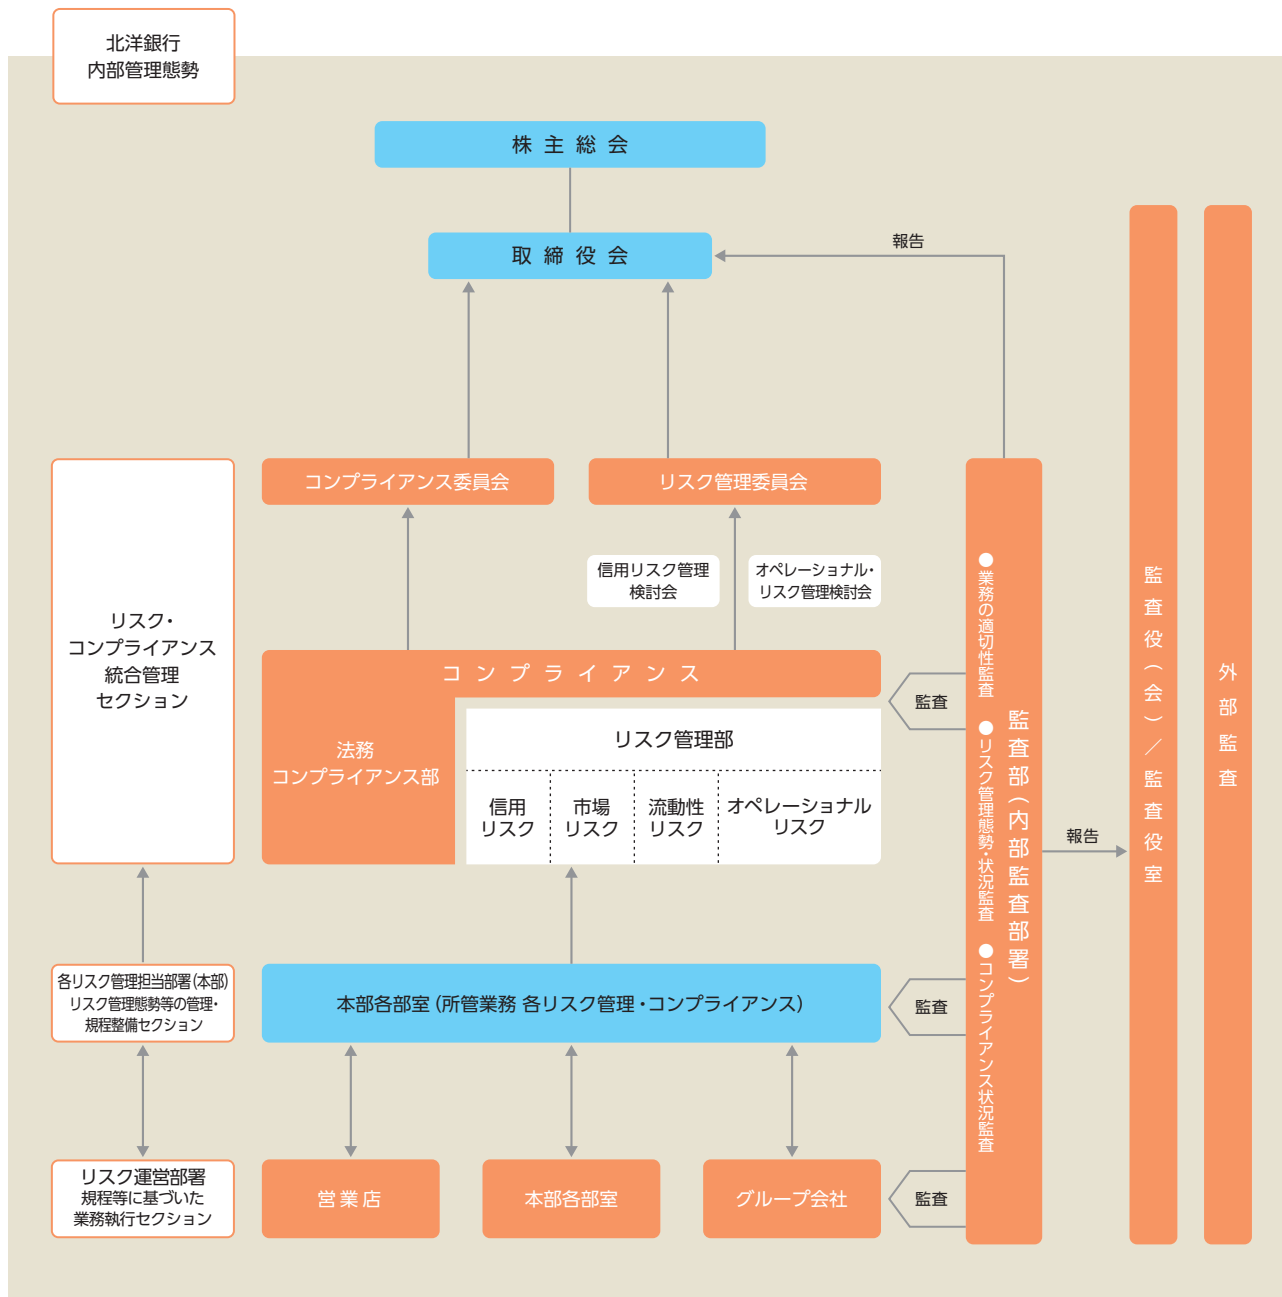 北洋銀行
内部管理態勢
株主総会
取締役会
報告
コンプライアンス委員会
リスク管理委員会
信用リスク管理
検討会
オペレーショナル・
リスク管理検討会
リスク・
コンプライアンス
統合管理
セクション
コンプライアンス
法務
コンプライアンス部
リスク管理部
信用
リスク
市場
リスク
流動性
リスク
オペレーショナル
リスク
監査
各リスク管理担当部署(本部)
リスク管理態勢等の管理・
規程整備セクション
本部各部室(所管業務 各リスク管理・コンプライアンス)
監査
リスク運営部署
規程等に基づいた
業務執行セクション
営業店
本部各部室
グループ会社
監査
●業務の適切性監査 ●リスク管理態勢・状況監査 ●コンプライアンス状況監査
監査部(内部監査部署)
報告
監査役(会)/監査役室
外部監査